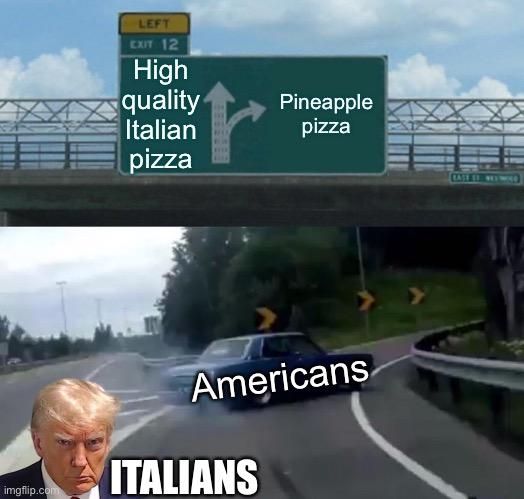 LEFT
EXIT 12
High
quality
Italian
pizza
Pineapple
pizza
Americans
ITALIANS
imgflip.com